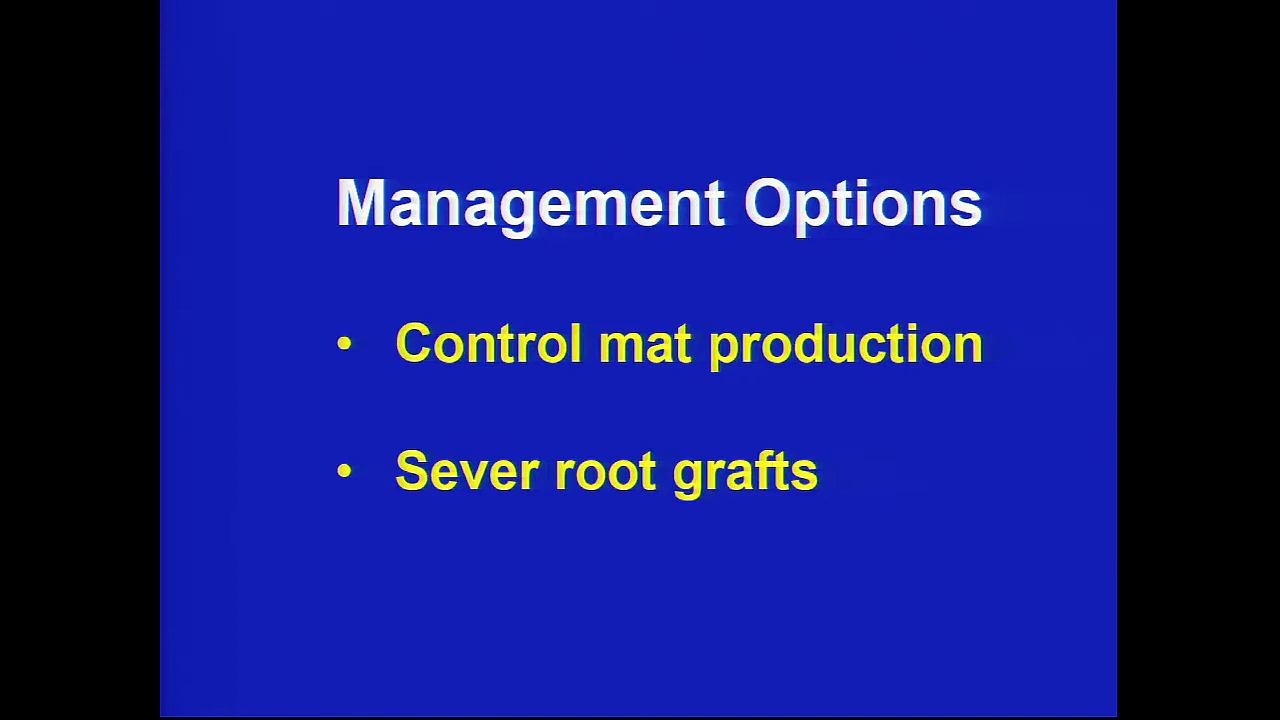 Management Options
• Control mat production
• Sever root grafts